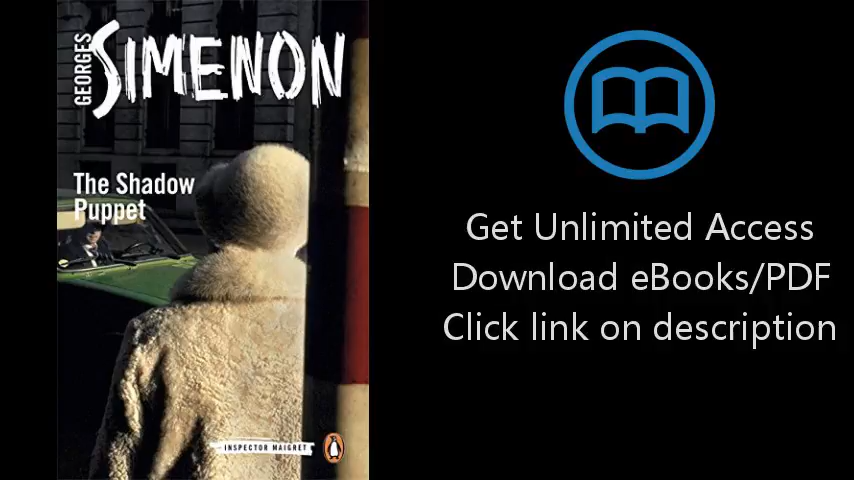 GEORGES
SIMENON
The Shadow
Puppet
INSPECTOR MAIGRET
Get Unlimited Access
Download eBooks/PDF
Click link on description